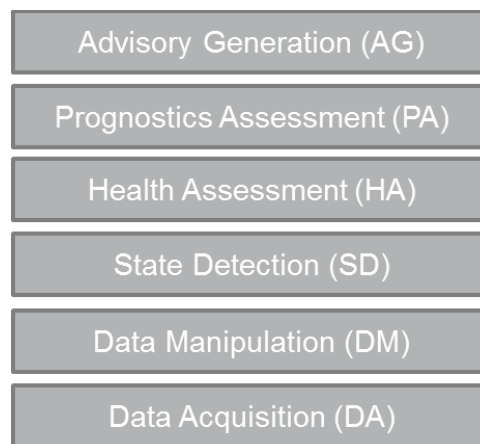 Advisory Generation (AG)
Prognostics Assessment (PA)
Health Assessment (HA)
State Detection (SD)
Data Manipulation (DM)
Data Acquisition (DA)